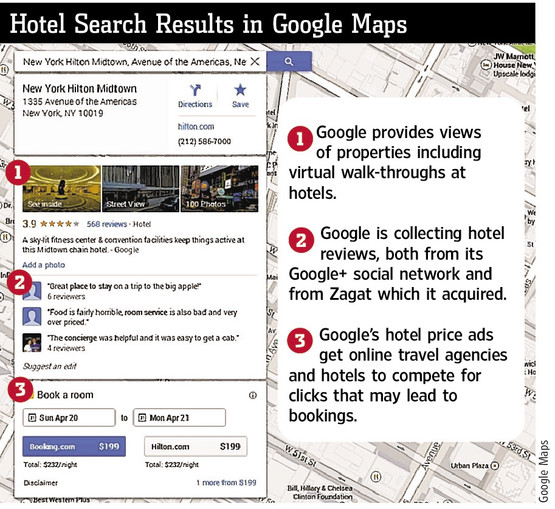 Hotel Search Results in Google Maps
New York Hilton Midtown, Avenue of the Americas, Ne
New York Hilton Midtown
1335 Avenue of the Americas
New York, NY 10019
Directions
Save
hilton.com
(212) 586-7000
1
See inside
Street View
100 Photos
3.9 ★★★★★ 568 reviews · Hotel
A sky-lit fitness center & convention facilities keep things active at
this Midtown chain hotel. - Google
Add a photo
2
"Great place to stay on a trip to the big apple!"
6 reviewers
"Food is fairly horrible, room service is also bad and very
over priced."
"The concierge was helpful and it was easy to get a cab."
4 reviewers
Suggest an edit
3
Book a room
Sun Apr 20 to Mon Apr 21
Booking.com $199
Hilton.com $199
Total: $232/night
Total: $232/night
Disclaimer
1 more from $199
1 Google provides views
of properties including
virtual walk-throughs at
hotels.
2 Google is collecting hotel
reviews, both from its
Google+ social network and
from Zagat which it acquired.
3 Google's hotel price ads
get online travel agencies
and hotels to compete for
clicks that may lead to
bookings.
JW Marriott
House New
Upscale lodg
W 51st St
Avenue
53rd St
Urban Plaza
Bill, Hillary & Chelsea
Clinton Foundation
Best Western Plus
Google Maps